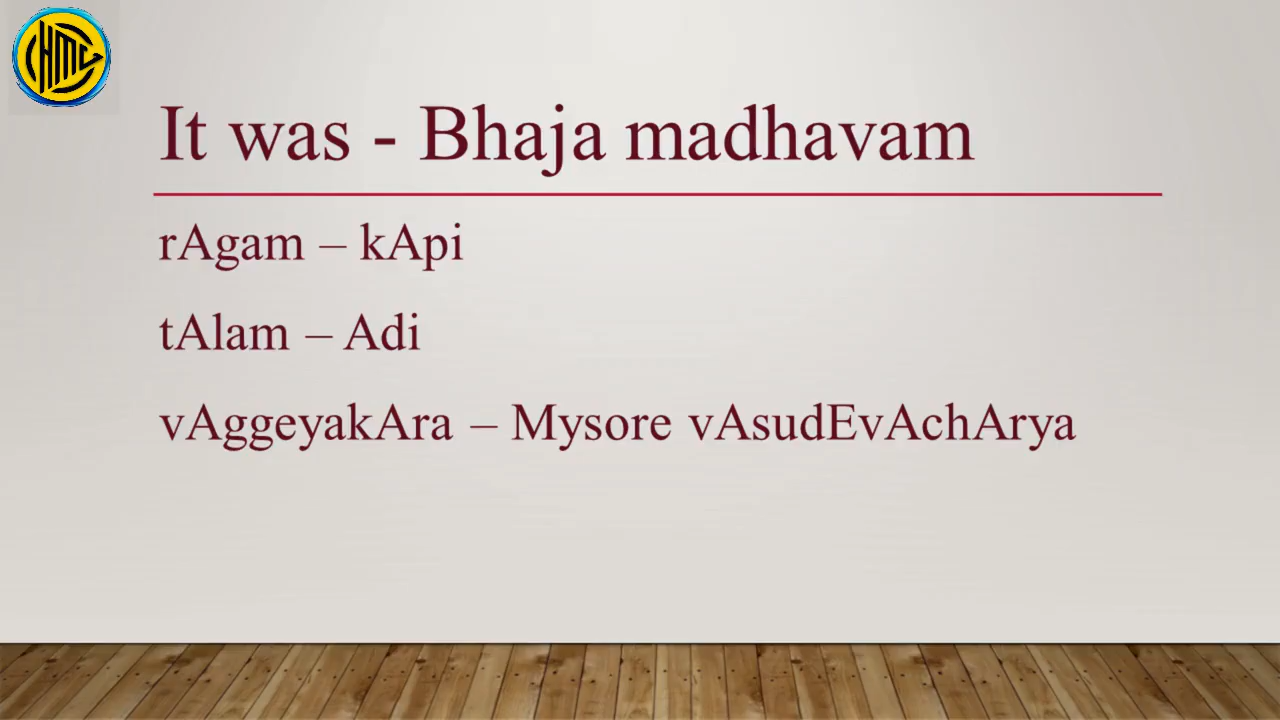 It was - Bhaja madhavam
rAgam – kApi
tAlam – Adi
vAggeyakAra – Mysore vAsudEvAchArya